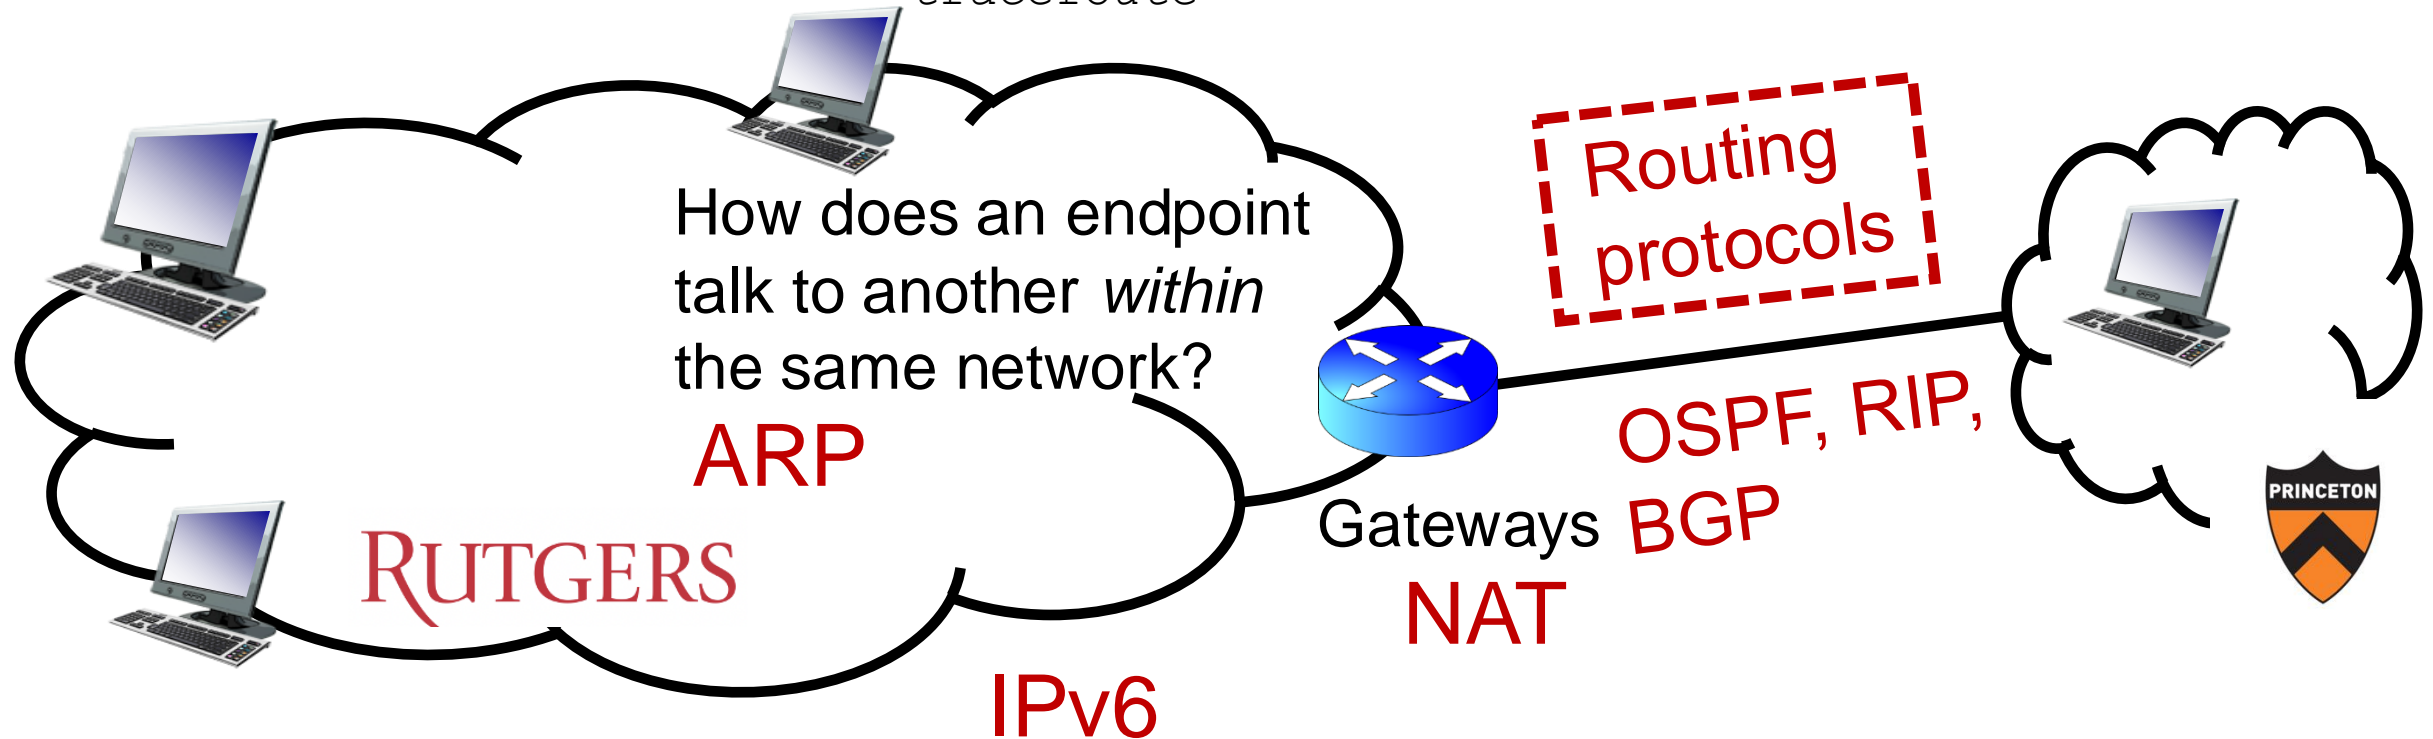 How does an endpoint
talk to another within
the same network?
ARP
RUTGERS
IPv6
Gateways
NAT
Routing
protocols
OSPF, RIP,
BGP
PRINCETON